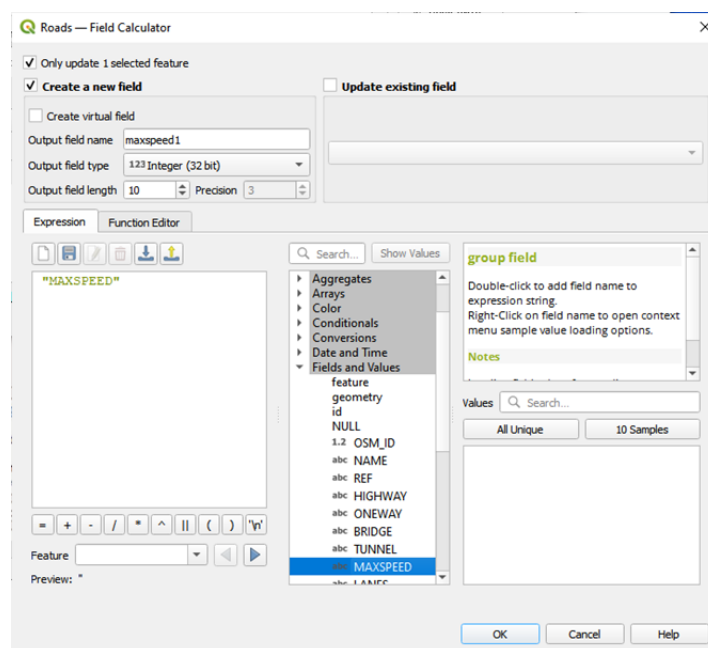 Roads — Field Calculator
Only update 1 selected feature
Create a new field
Update existing field
Create virtual field
Output field name maxspeed1
Output field type 123 Integer (32 bit)
Output field length 10 Precision 3
Expression Function Editor
Search... Show Values
"MAXSPEED"
Aggregates
Arrays
Color
Conditionals
Conversions
Date and Time
Fields and Values
feature
geometry
id
NULL
1.2 OSM_ID
abc NAME
abc REF
abc HIGHWAY
abc ONEWAY
abc BRIDGE
abc TUNNEL
abc MAXSPEED
abc LANES
group field
Double-click to add field name to
expression string.
Right-Click on field name to open context
menu sample value loading options.
Notes
Values Search...
All Unique 10 Samples
= + - / * ^ || ( ) '\n'
Feature
Preview: "
OK Cancel Help